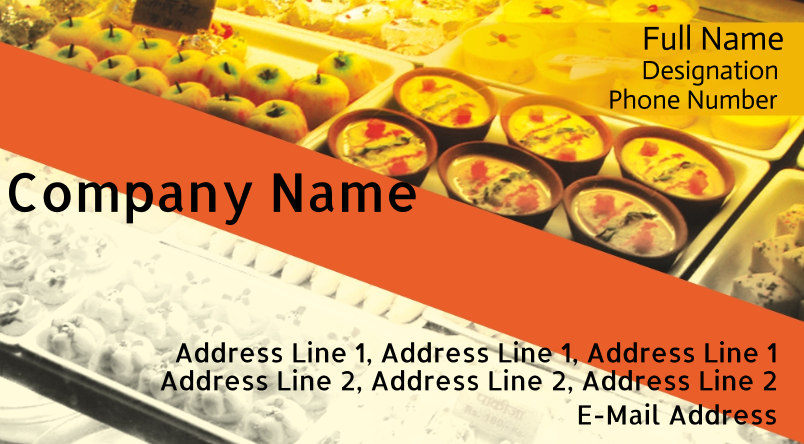 Full Name
Designation
Phone Number
Company Name
Address Line 1, Address Line 1, Address Line 1
Address Line 2, Address Line 2, Address Line 2
E-Mail Address